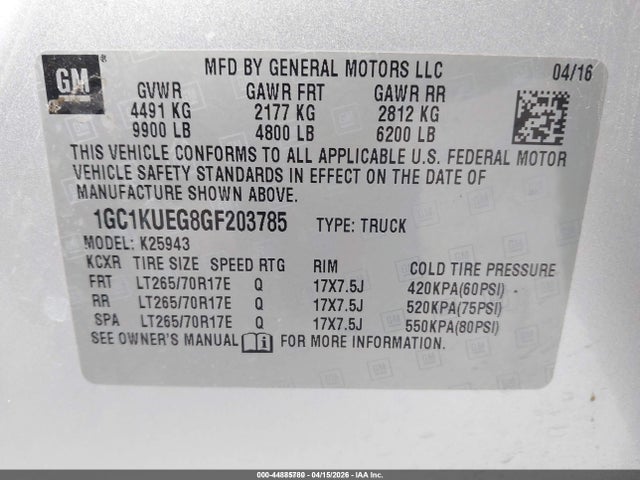 GM
MFD BY GENERAL MOTORS LLC 04/16
GVWR GAWR FRT GAWR RR
4491 KG 2177 KG 2812 KG
9900 LB 4800 LB 6200 LB
THIS VEHICLE CONFORMS TO ALL APPLICABLE U.S. FEDERAL MOTOR
VEHICLE SAFETY STANDARDS IN EFFECT ON THE DATE OF
MANUFACTURE SHOWN ABOVE.
1GC1KUEG8GF203785 TYPE: TRUCK
MODEL: K25943
KCXR TIRE SIZE SPEED RTG RIM COLD TIRE PRESSURE
FRT LT265/70R17E Q 17X7.5J 420KPA(60PSI)
RR LT265/70R17E Q 17X7.5J 520KPA(75PSI)
SPA LT265/70R17E Q 17X7.5J 550KPA(80PSI)
SEE OWNER'S MANUAL FOR MORE INFORMATION.
000-44885780 - 04/15/2026 - COPART, INC.